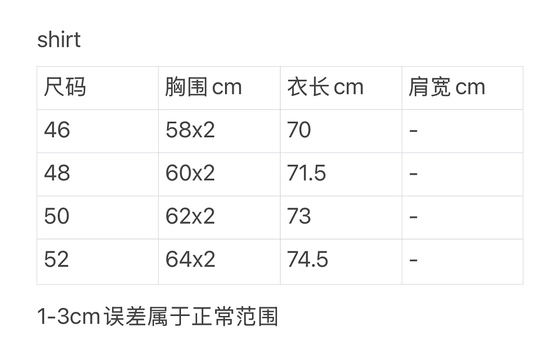 shirt
尺码 胸围cm 衣长cm 肩宽cm
46 58x2 70 -
48 60x2 71.5 -
50 62x2 73 -
52 64x2 74.5 -
1-3cm误差属于正常范围